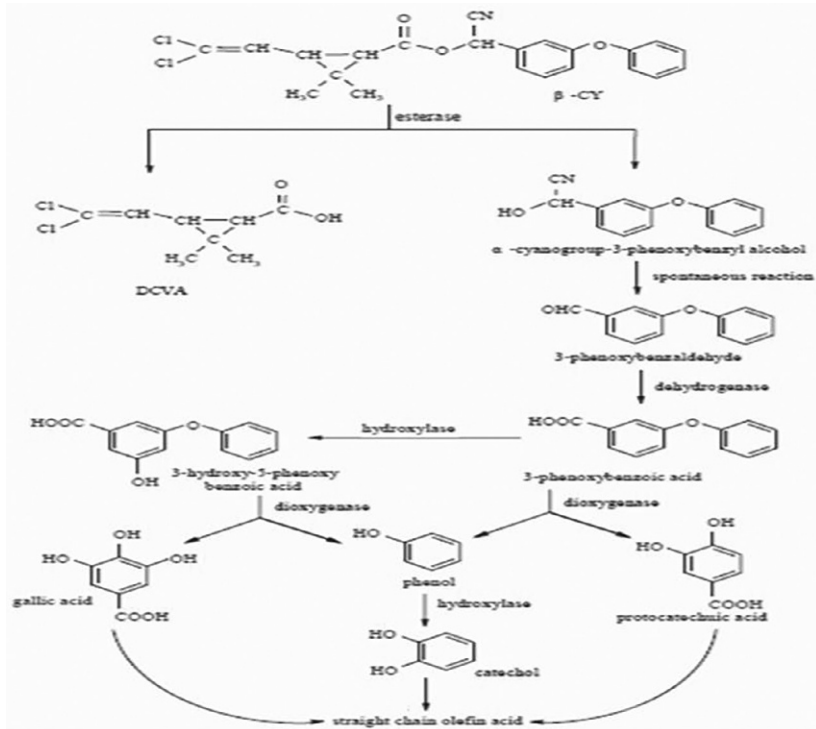 O
CN
Cl
Cl
C=CH
CH
CH
C
O
CH
O
C
H₃C
CH₃
β -CY
esterase
O
Cl
Cl
C=CH
CH
CH
C
OH
C
H₃C
CH₃
DCVA
CN
HO
CH
O
α -cyanogroup-3-phenoxybenzyl alcohol
spontaneous reaction
OHC
O
3-phenoxybenzaldehyde
dehydrogenase
HOOC
O
OH
3-hydroxy-5-phenoxy
benzoic acid
hydroxylase
HOOC
O
3-phenoxybenzoic acid
dioxygenase
dioxygenase
OH
HO
OH
COOH
gallic acid
HO
phenol
OH
HO
COOH
protocatechuic acid
hydroxylase
HO
HO
catechol
straight chain olefin acid